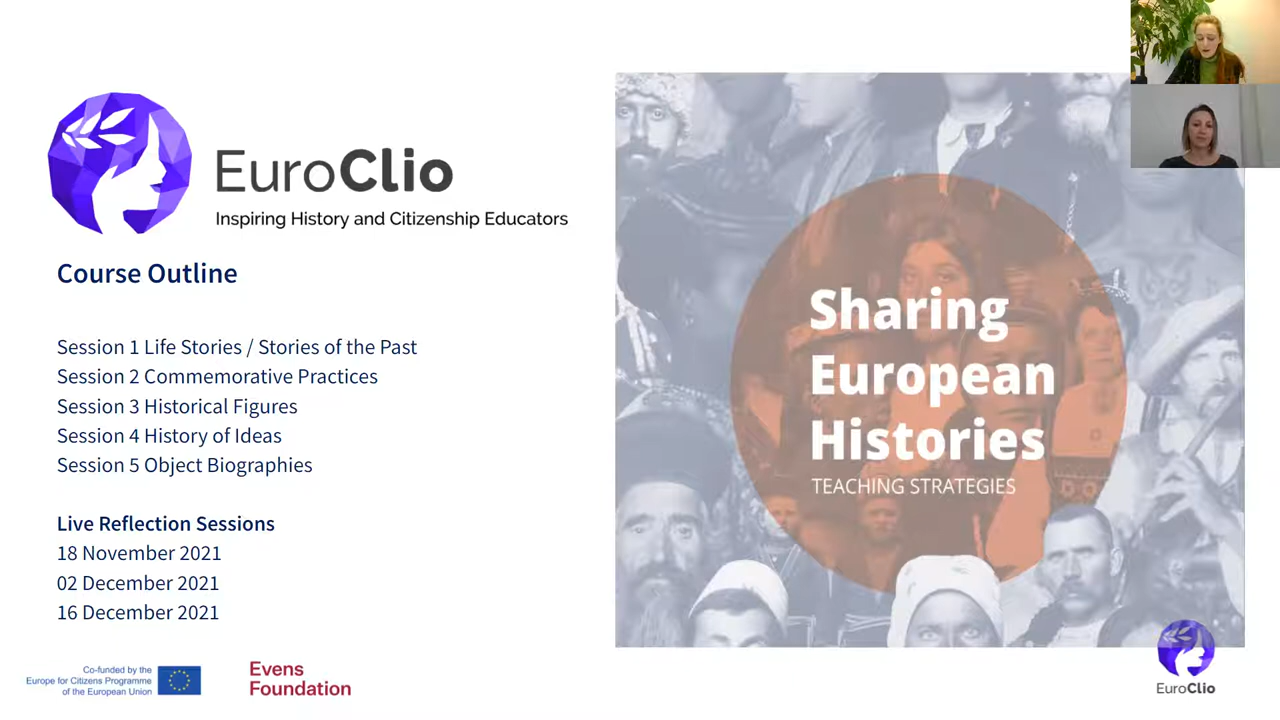 EuroClio
Inspiring History and Citizenship Educators
Course Outline
Session 1 Life Stories / Stories of the Past
Session 2 Commemorative Practices
Session 3 Historical Figures
Session 4 History of Ideas
Session 5 Object Biographies
Live Reflection Sessions
18 November 2021
02 December 2021
16 December 2021
Co-funded by the
Europe for Citizens Programme
of the European Union
Evens
Foundation
Sharing
European
Histories
TEACHING STRATEGIES
EuroClio